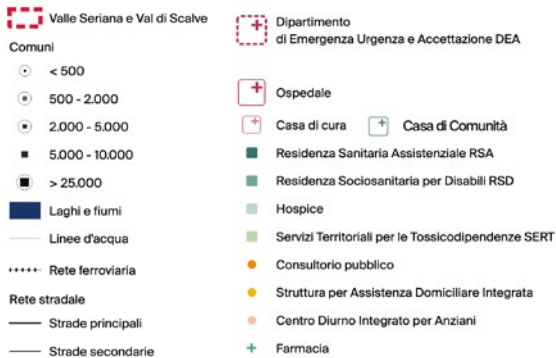 Valle Seriana e Val di Scalve
Comuni
< 500
500 - 2.000
2.000 - 5.000
5.000 - 10.000
> 25.000
Laghi e fiumi
Linee d'acqua
Rete ferroviaria
Rete stradale
Strade principali
Strade secondarie
Dipartimento
di Emergenza Urgenza e Accettazione DEA
Ospedale
Casa di cura
Casa di Comunità
Residenza Sanitaria Assistenziale RSA
Residenza Sociosanitaria per Disabili RSD
Hospice
Servizi Territoriali per le Tossicodipendenze SERT
Consultorio pubblico
Struttura per Assistenza Domiciliare Integrata
Centro Diurno Integrato per Anziani
Farmacia